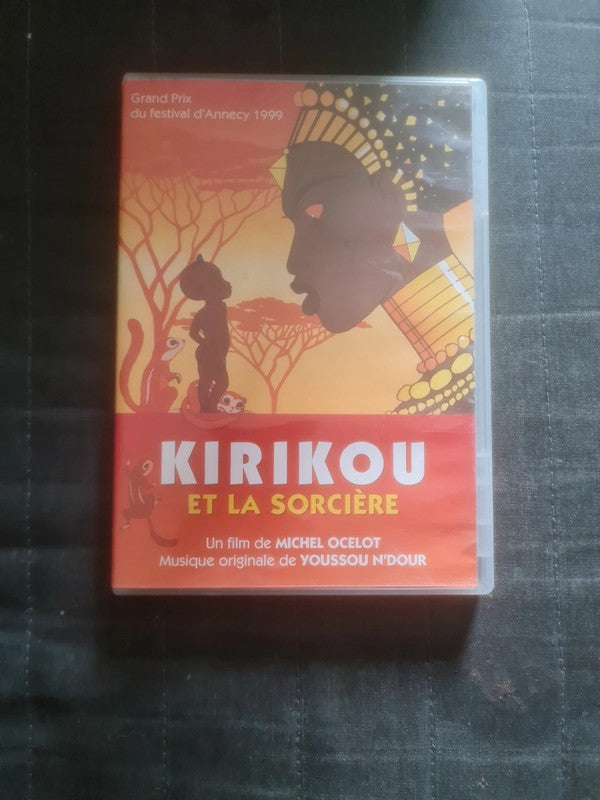 Grand Prix
du festival d'Annecy 1999
KIRIKOU
ET LA SORCIÈRE
Un film de MICHEL OCELOT
Musique originale de YOUSSOU N'DOUR